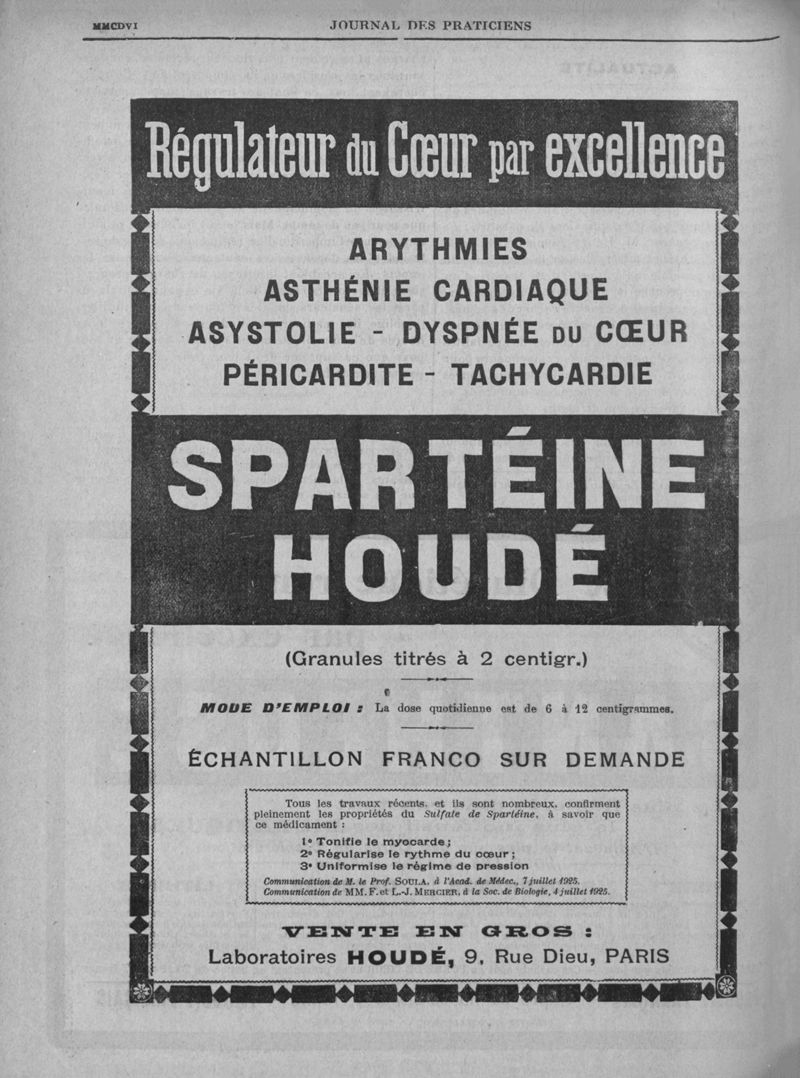 MMCDVI
JOURNAL DES PRATICIENS
Régulateur du Cœur par excellence
ARYTHMIES
ASTHÉNIE CARDIAQUE
ASYSTOLIE - DYSPNÉE DU CŒUR
PÉRICARDITE - TACHYCARDIE
SPARTÉINE
HOUDÉ
(Granules titrés à 2 centigr.)
MODE D'EMPLOI : La dose quotidienne est de 6 à 12 centigrammes.
ÉCHANTILLON FRANCO SUR DEMANDE
Tous les travaux récents, et ils sont nombreux, confirment
pleinement les propriétés du Sulfate de Spartéine, à savoir que
ce médicament :
1° Tonifie le myocarde ;
2° Régularise le rythme du cœur ;
3° Uniformise le régime de pression
Communication de M. le Prof. SOULA, à l'Acad. de Médec., 7 juillet 1925.
Communication de MM. F. et L.-J. MERCIER, à la Soc. de Biologie, 4 juillet 1925.
VENTE EN GROS :
Laboratoires HOUDÉ, 9, Rue Dieu, PARIS